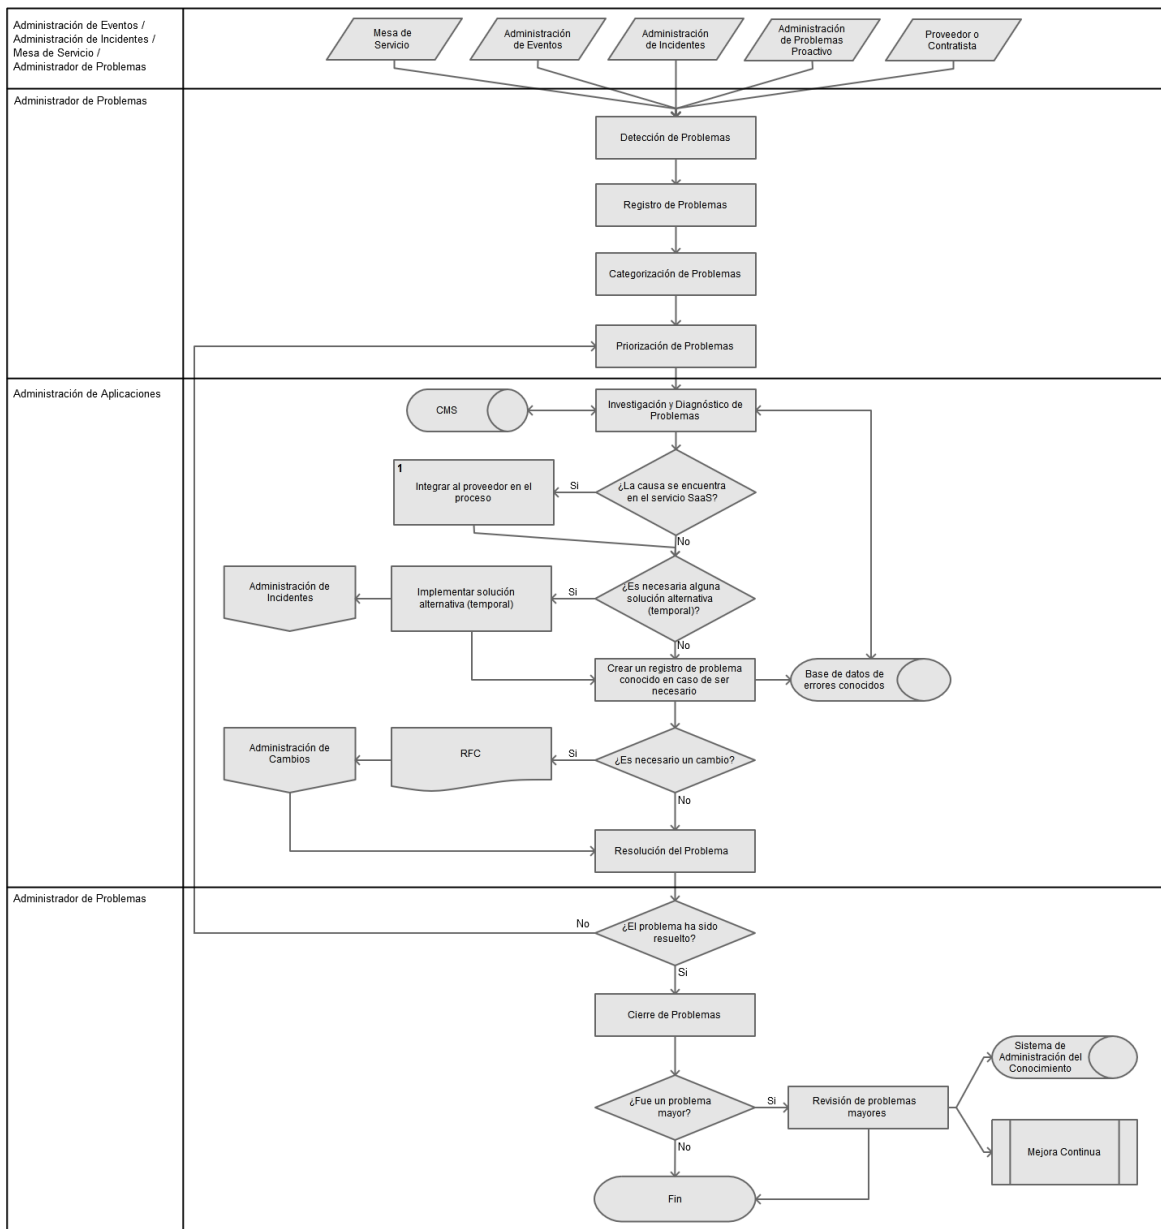 Administración de Eventos /
Administración de Incidentes /
Mesa de Servicio /
Administrador de Problemas
Mesa de
Servicio
Administración
de Eventos
Administración
de Incidentes
Administración
de Problemas
Proactivo
Proveedor o
Contratista
Administrador de Problemas
Detección de Problemas
Registro de Problemas
Categorización de Problemas
Priorización de Problemas
Administración de Aplicaciones
CMS
Investigación y Diagnóstico de
Problemas
1
Integrar al proveedor en el
proceso
Si
¿La causa se encuentra
en el servicio SaaS?
No
Administración de
Incidentes
Implementar solución
alternativa (temporal)
Si
¿Es necesaria alguna
solución alternativa
(temporal)?
No
Crear un registro de problema
conocido en caso de ser
necesario
Base de datos de
errores conocidos
Administración de
Cambios
RFC
Si
¿Es necesario un cambio?
No
Resolución del Problema
Administrador de Problemas
No
¿El problema ha sido
resuelto?
Si
Cierre de Problemas
¿Fue un problema
mayor?
Si
Revisión de problemas
mayores
Sistema de
Administración del
Conocimiento
Mejora Continua
No
Fin